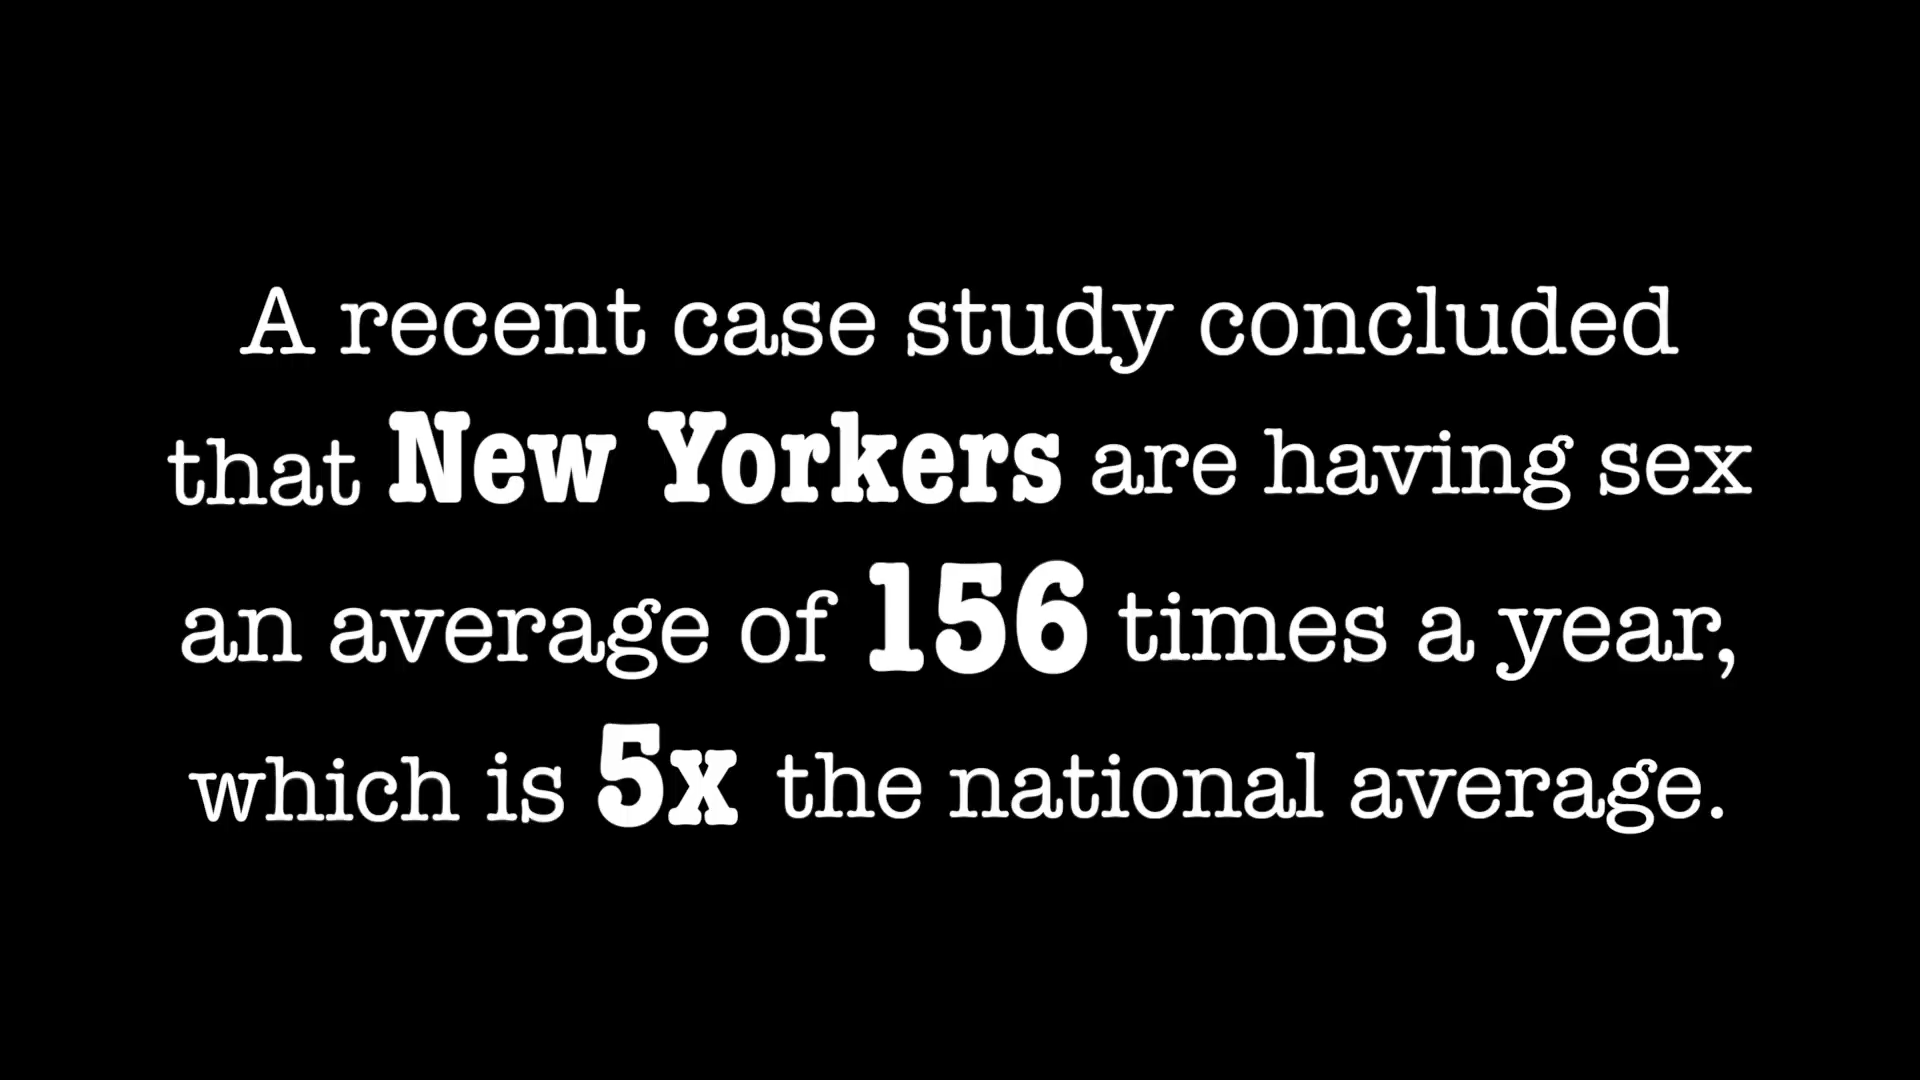 A recent case study concluded
that New Yorkers are having sex
an average of 156 times a year,
which is 5x the national average.